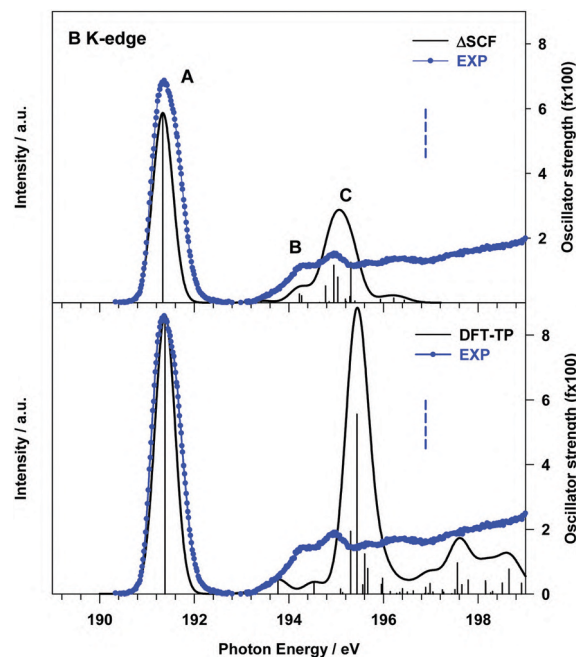 B K-edge
ΔSCF
EXP
A
B
C
Intensity / a.u.
Oscillator strength (fx100)
8
6
4
2
DFT-TP
EXP
Intensity / a.u.
Oscillator strength (fx100)
8
6
4
2
0
190
192
194
196
198
Photon Energy / eV